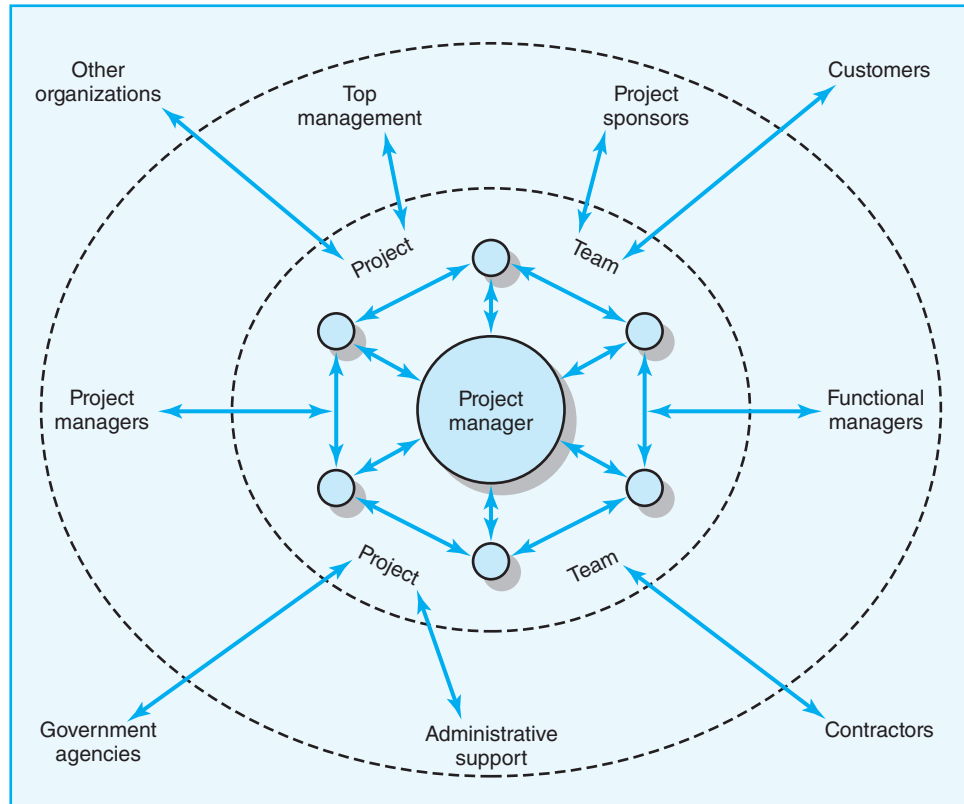 Other
organizations
Top
management
Project
sponsors
Customers
Project
Team
Project
managers
Project
manager
Functional
managers
Project
Team
Government
agencies
Administrative
support
Contractors